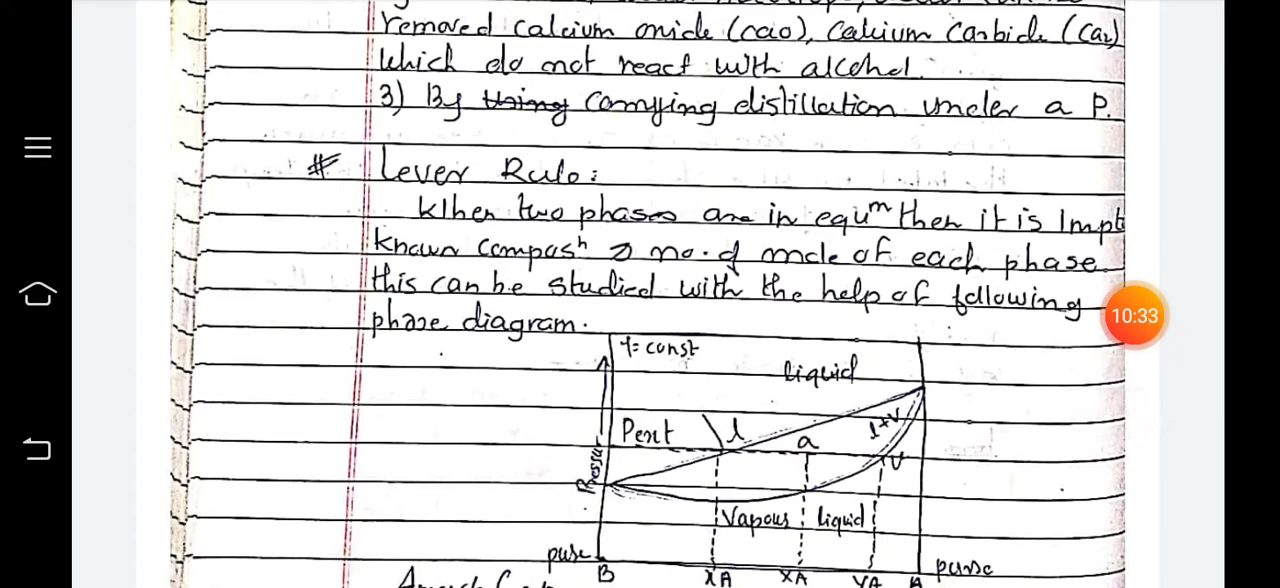 removed calcium oxide (cao), calcium carbide (Ca2)
which do not react with alcohol.
3) By Using Carrying distillation under a P.
# Lever Rule:
When two phases are in equm then it is Impt
known composn & no. of mole of each phase
this can be studied with the help of following
phase diagram.
t= const
liquid
Pext l a l+V
V
Pressure
Vapour liquid
pure
B XA XA YA A pure